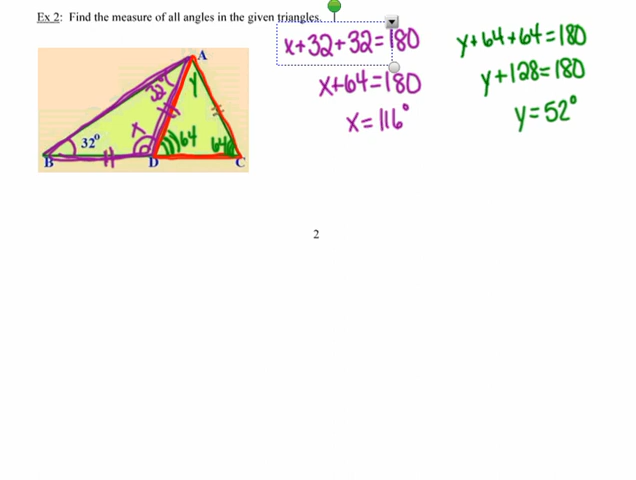 Ex 2: Find the measure of all angles in the given triangles.
x+32+32=180
x+64=180
x=116°
y+64+64=180
y+128=180
y=52°
A
32°
y
x
32°
64
64
B
D
C
2